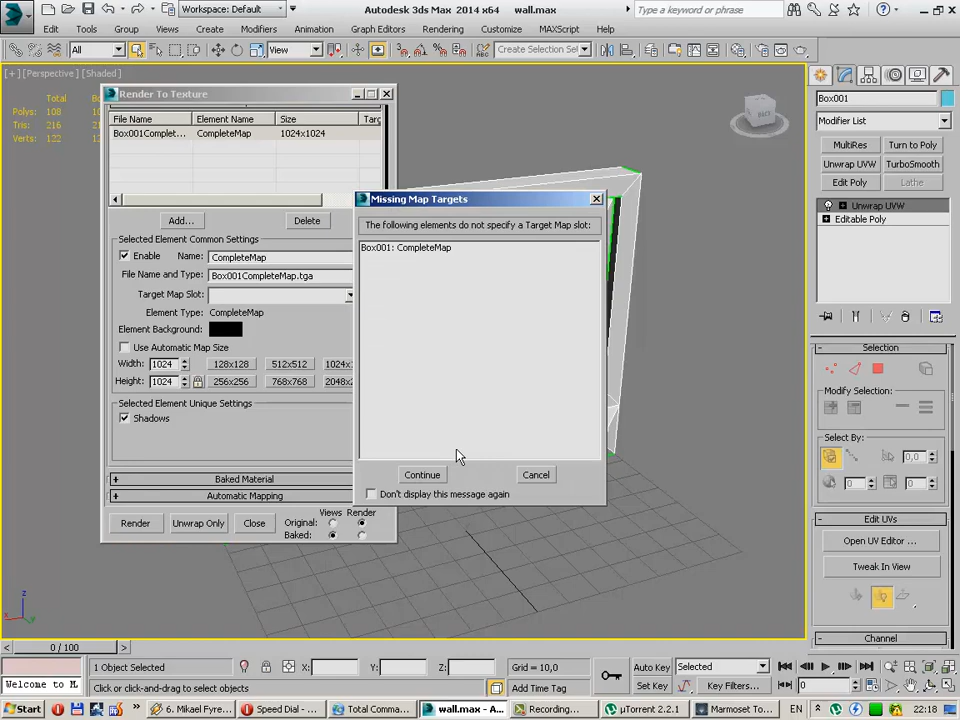 Workspace: Default
Autodesk 3ds Max 2014 x64
wall.max
Type a keyword or phrase
Edit Tools Group Views Create Modifiers Animation Graph Editors Rendering Customize MAXScript Help
All
View
Create Selection Se
[+] [Perspective] [Shaded]
Total
Polys: 108
Tris: 216
Verts: 122
Render To Texture
File Name Element Name Size
Box001Complet... CompleteMap 1024x1024
Add... Delete
Selected Element Common Settings
Enable Name: CompleteMap
File Name and Type: Box001CompleteMap.tga
Target Map Slot:
Element Type: CompleteMap
Element Background:
Use Automatic Map Size
Width: 1024 128x128 512x512 1024x
Height: 1024 256x256 768x768 2048x
Selected Element Unique Settings
Shadows
Baked Material
Automatic Mapping
Render Unwrap Only Close
Views Render
Original:
Baked:
Missing Map Targets
The following elements do not specify a Target Map slot:
Box001: CompleteMap
Continue Cancel
Don't display this message again
Box001
Modifier List
MultiRes Turn to Poly
Unwrap UVW TurboSmooth
Edit Poly Lathe
Unwrap UVW
Editable Poly
Selection
Modify Selection:
Select By:
0,0
0 0
Edit UVs
Open UV Editor ...
Tweak In View
Channel
0 / 100
1 Object Selected X: Y: Z: Grid = 10,0 Auto Key Selected
Welcome to M. Click or click-and-drag to select objects Add Time Tag Set Key Key Filters... 0
Start 6. Mikael Fyre... Speed Dial - ... Total Comma... wall.max - A... Recording... µTorrent 2.2.1 Marmoset To... EN 22:18